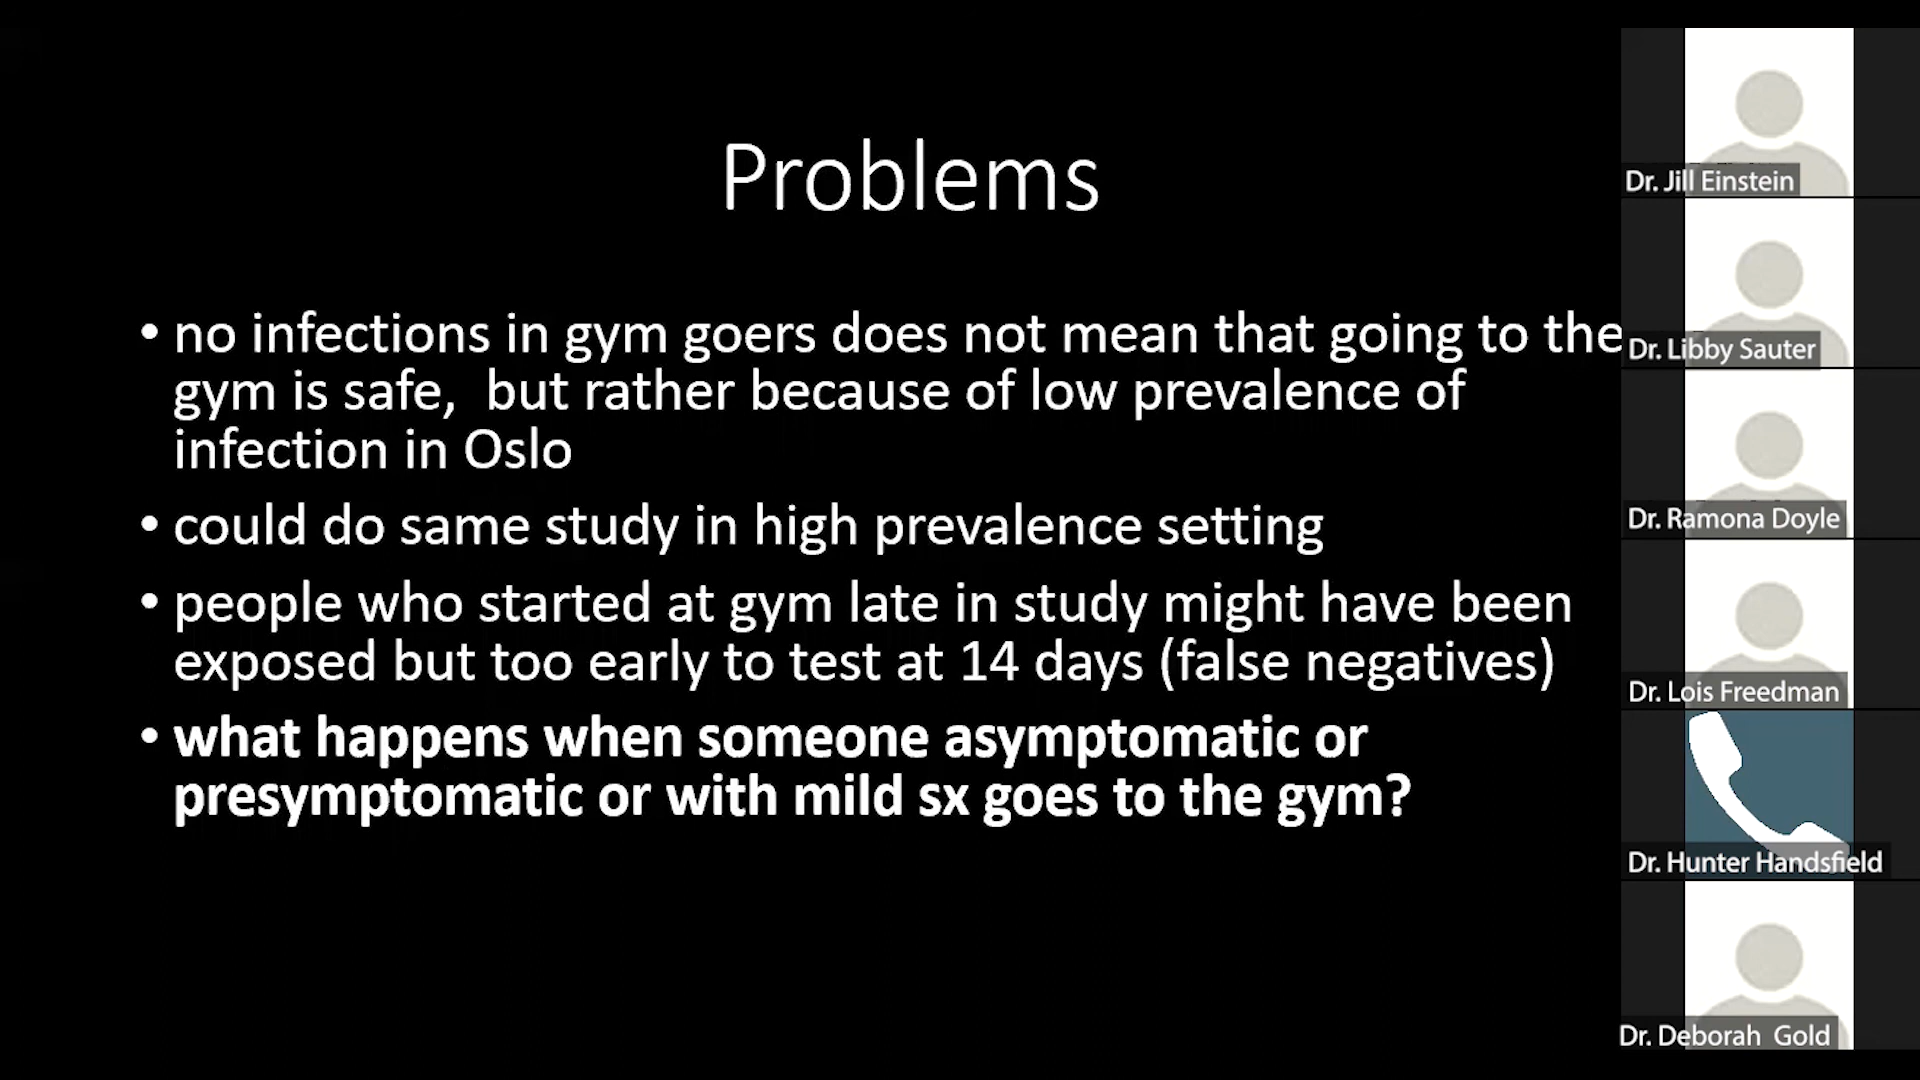 Problems
• no infections in gym goers does not mean that going to the
gym is safe,  but rather because of low prevalence of
infection in Oslo
• could do same study in high prevalence setting
• people who started at gym late in study might have been
exposed but too early to test at 14 days (false negatives)
• what happens when someone asymptomatic or
presymptomatic or with mild sx goes to the gym?
Dr. Jill Einstein
Dr. Libby Sauter
Dr. Ramona Doyle
Dr. Lois Freedman
Dr. Hunter Handsfield
Dr. Deborah  Gold